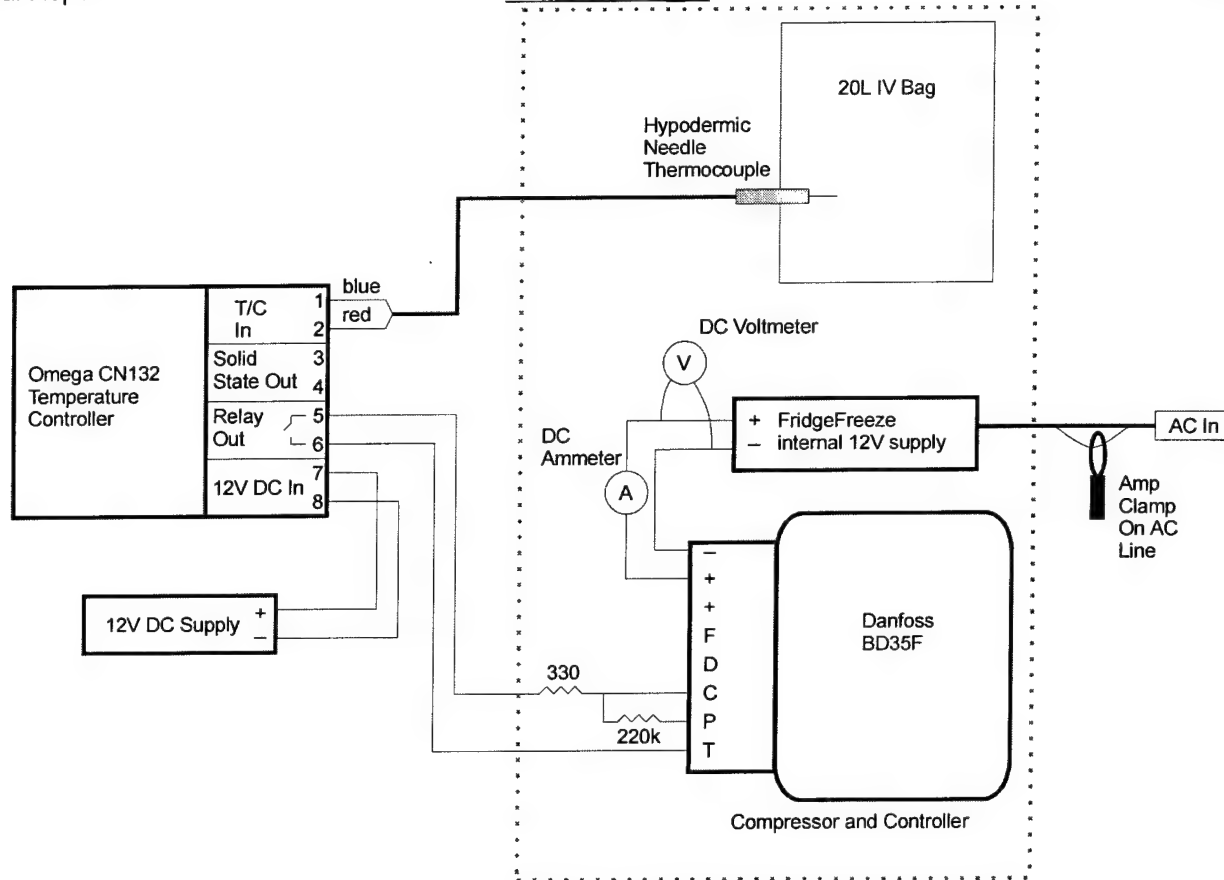 20L IV Bag
Hypodermic
Needle
Thermocouple
blue
red
T/C
In
1
2
Solid
State Out
3
4
Relay
Out
5
6
12V DC In
7
8
Omega CN132
Temperature
Controller
DC Voltmeter
V
DC
Ammeter
A
+ FridgeFreeze
– internal 12V supply
AC In
Amp
Clamp
On AC
Line
12V DC Supply
+
–
330
220k
–
+
+
F
D
C
P
T
Danfoss
BD35F
Compressor and Controller